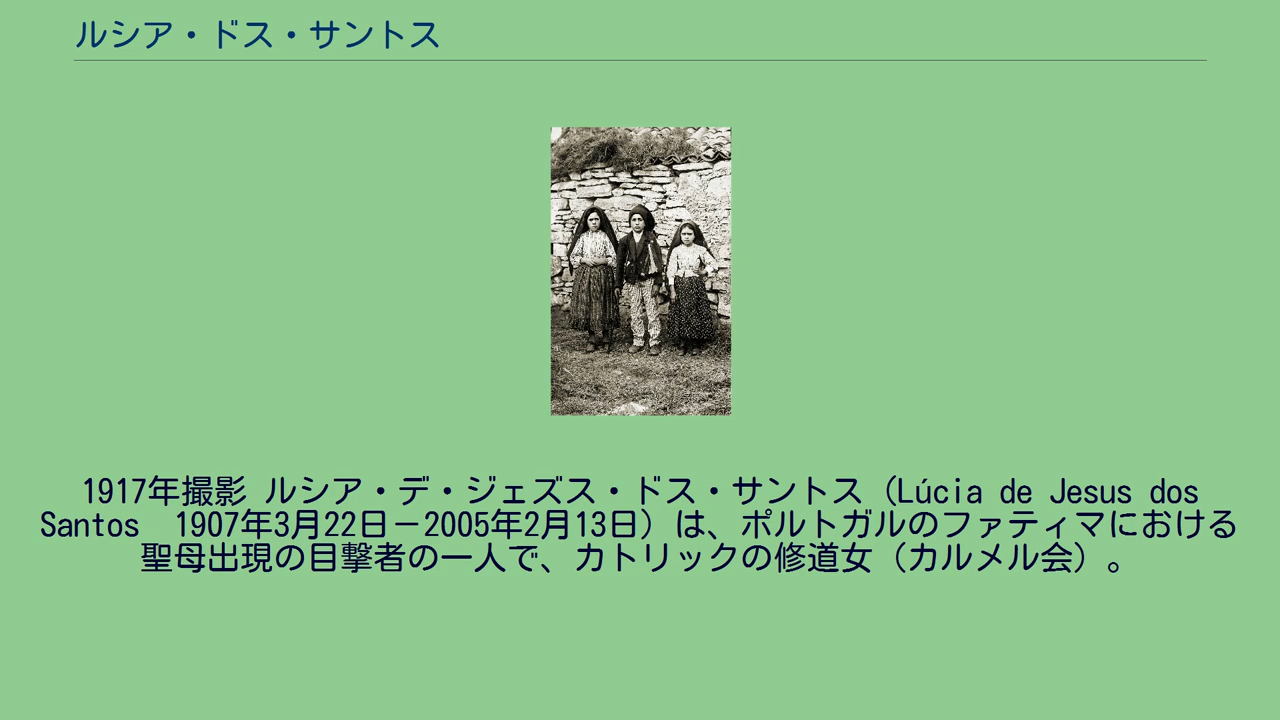 ルシア・ドス・サントス
1917年撮影 ルシア・デ・ジェズス・ドス・サントス（Lúcia de Jesus dos
Santos　1907年3月22日－2005年2月13日）は、ポルトガルのファティマにおける
聖母出現の目撃者の一人で、カトリックの修道女（カルメル会）。